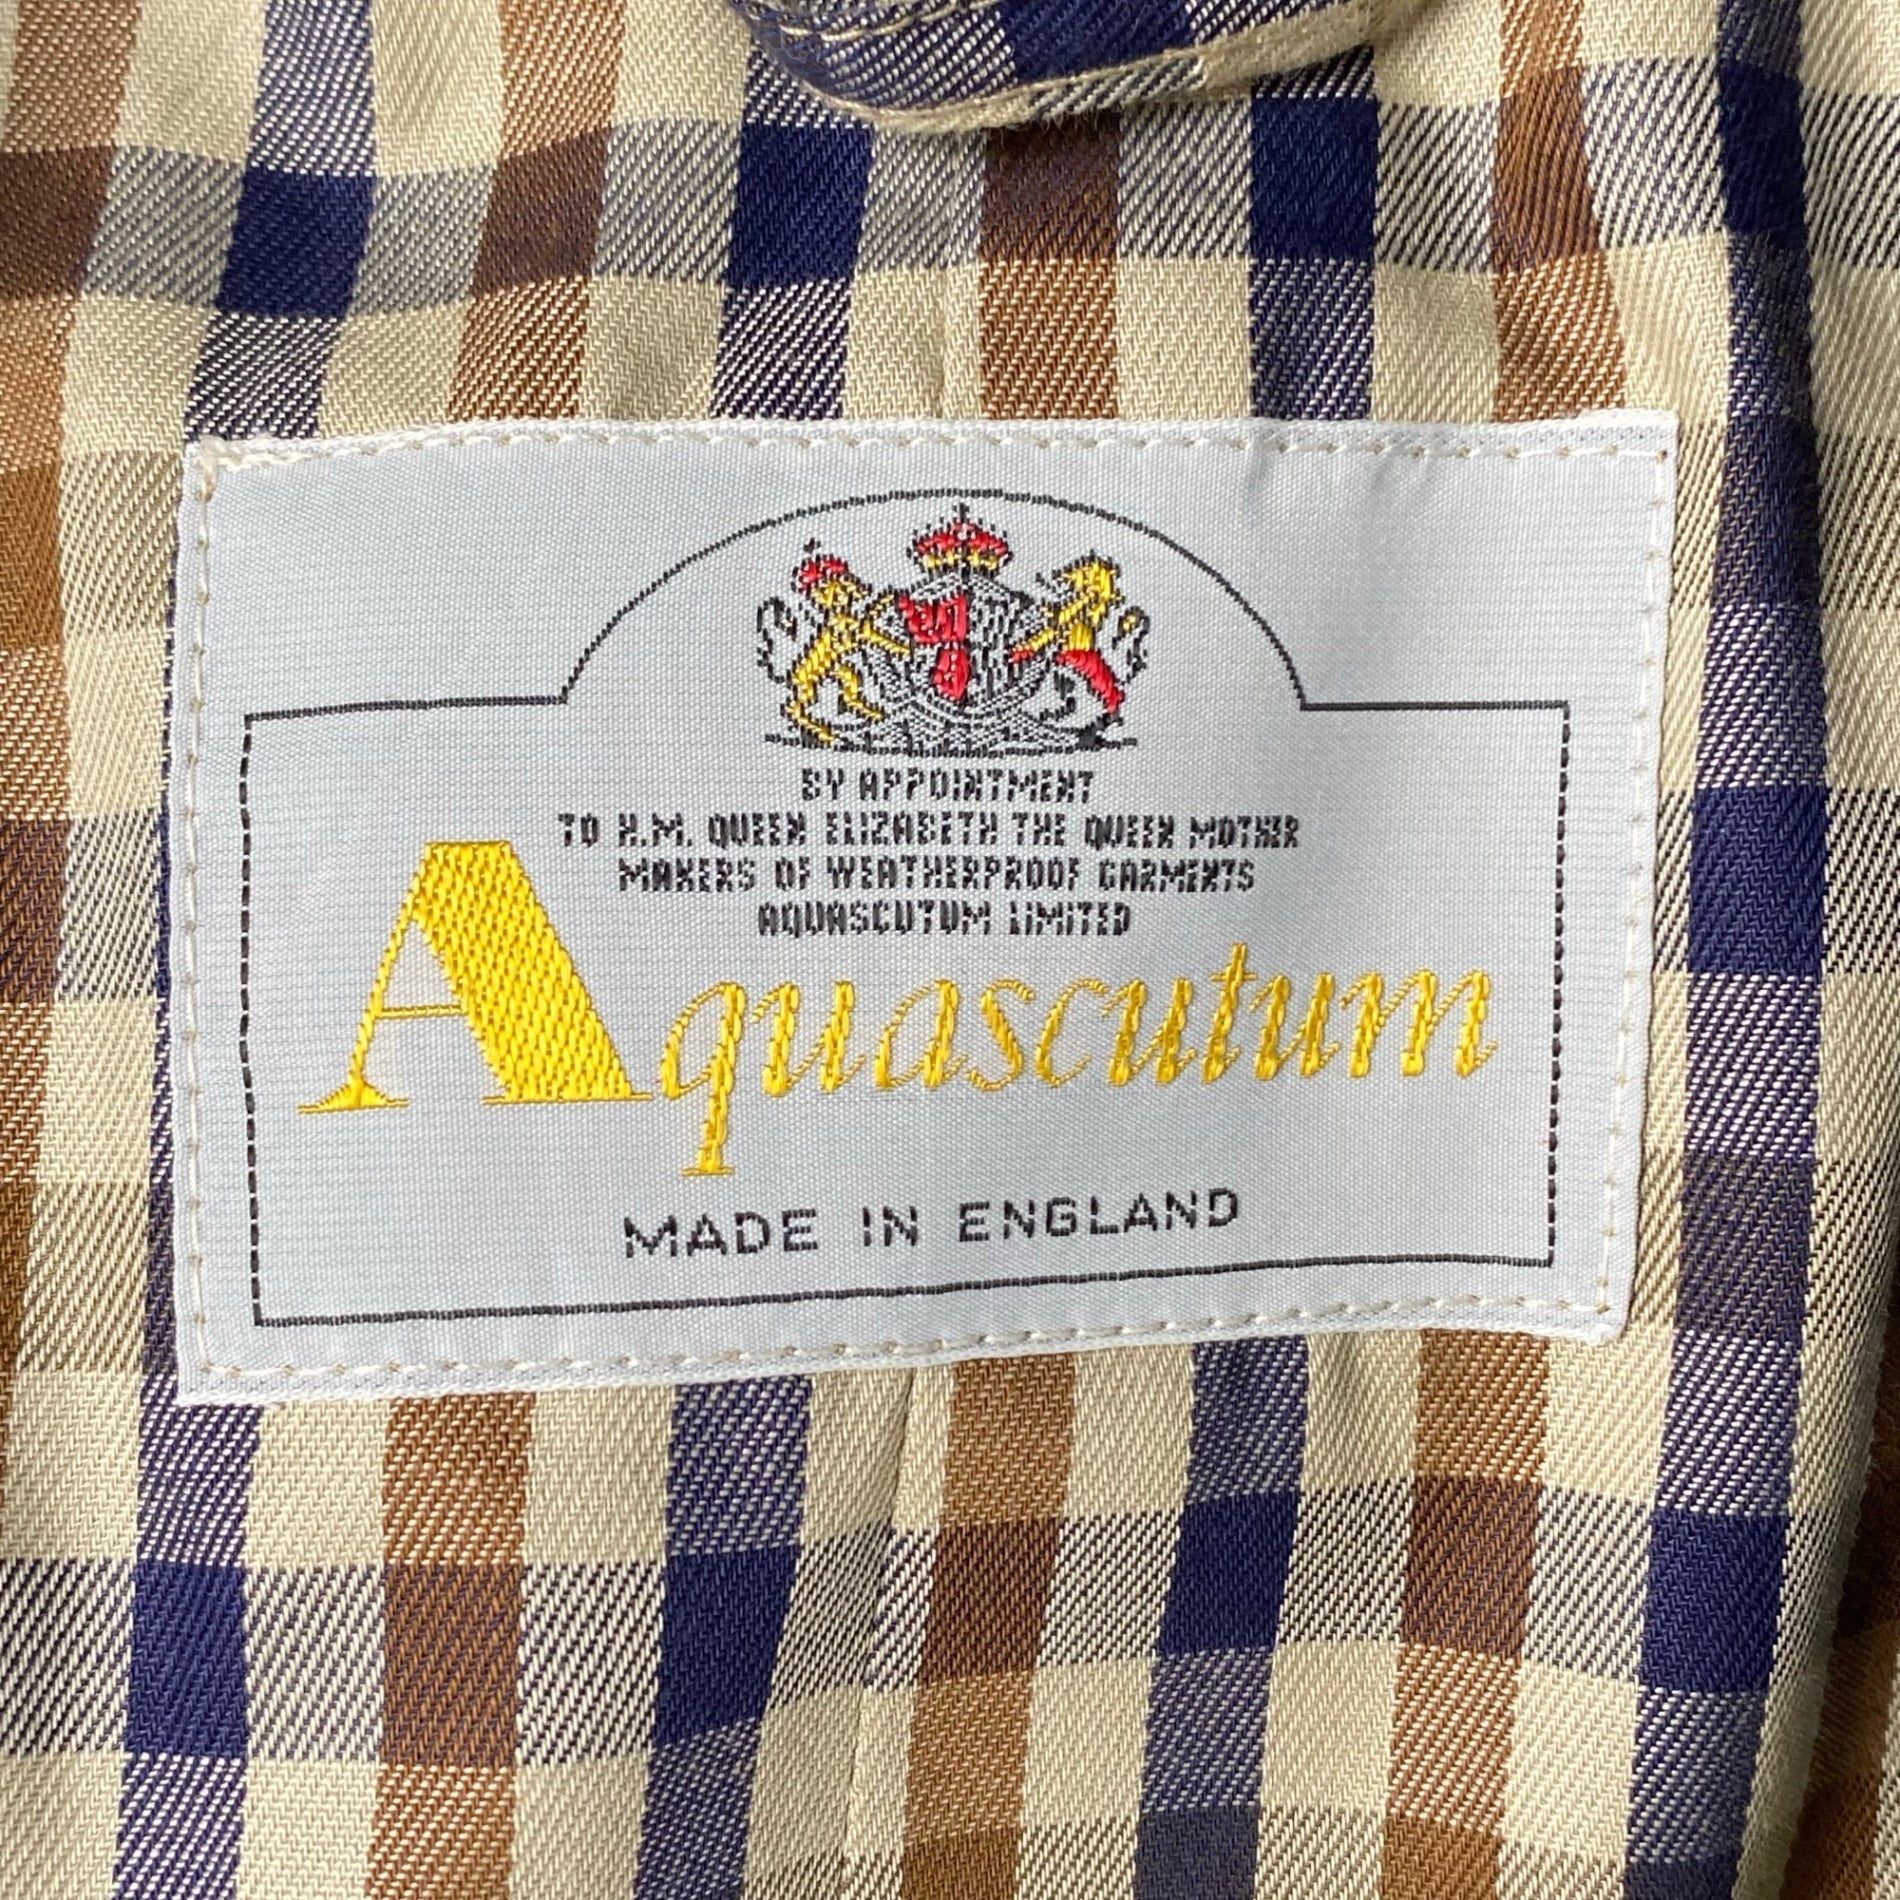 BY APPOINTMENT
TO H.M. QUEEN ELIZABETH THE QUEEN MOTHER
MAKERS OF WEATHERPROOF GARMENTS
AQUASCUTUM LIMITED
Aquascutum
MADE IN ENGLAND